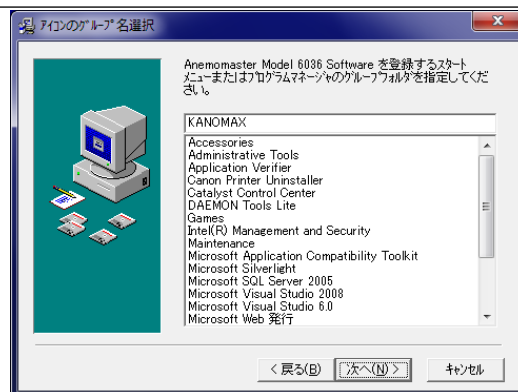 ｱｲｺﾝのｸﾞﾙｰﾌﾟ名選択
Anemomaster Model 6036 Software を登録するスタート
ﾒﾆｭｰまたはﾌﾟﾛｸﾞﾗﾑﾏﾈｰｼﾞｬのｸﾞﾙｰﾌﾟﾌｫﾙﾀﾞを指定してくだ
さい。
KANOMAX
Accessories
Administrative Tools
Application Verifier
Canon Printer Uninstaller
Catalyst Control Center
DAEMON Tools Lite
Games
Intel(R) Management and Security
Maintenance
Microsoft Application Compatibility Toolkit
Microsoft Silverlight
Microsoft SQL Server 2005
Microsoft Visual Studio 2008
Microsoft Visual Studio 6.0
Microsoft Web 発行
< 戻る(B) 次へ(N) > ｷｬﾝｾﾙ